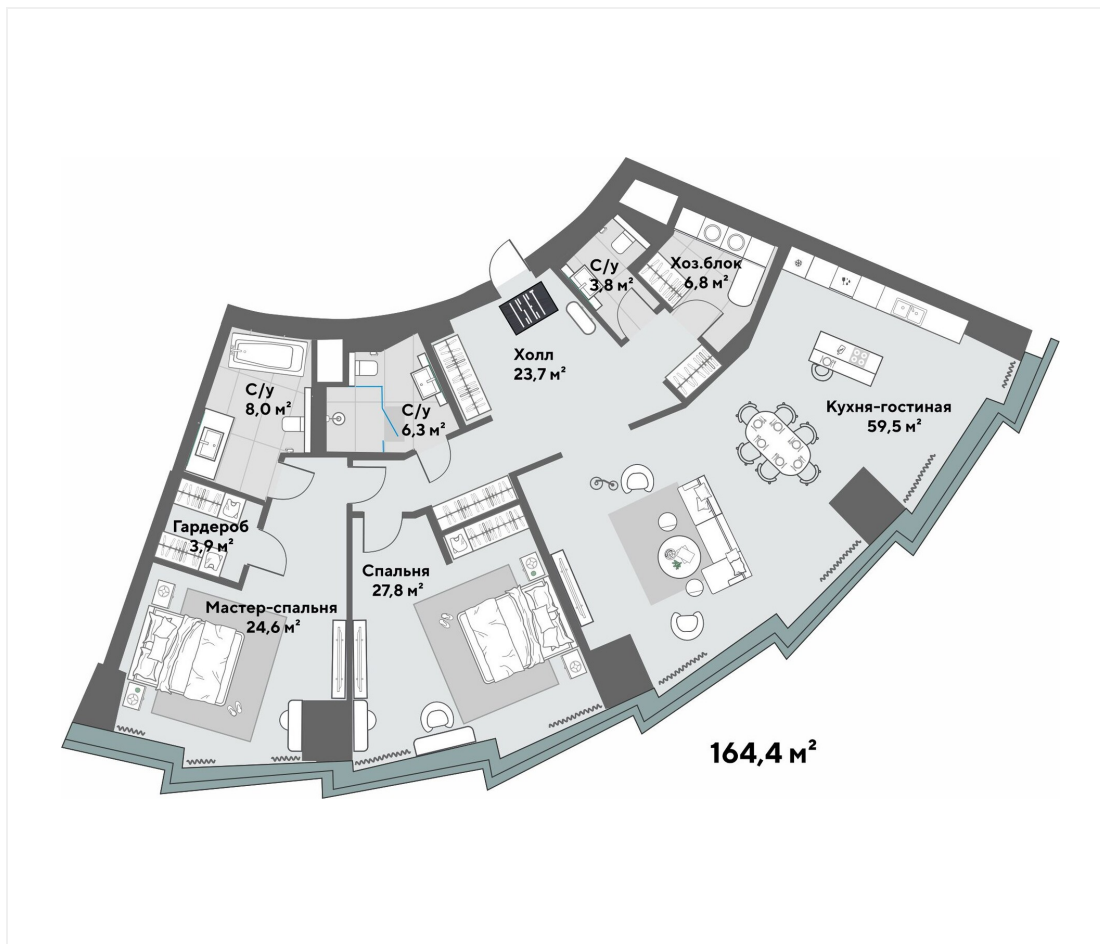 С/у
3,8 м²
Хоз.блок
6,8 м²
ISET
Холл
23,7 м²
С/у
8,0 м²
С/у
6,3 м²
Кухня-гостиная
59,5 м²
Гардероб
3,9 м²
Спальня
27,8 м²
Мастер-спальня
24,6 м²
164,4 м²